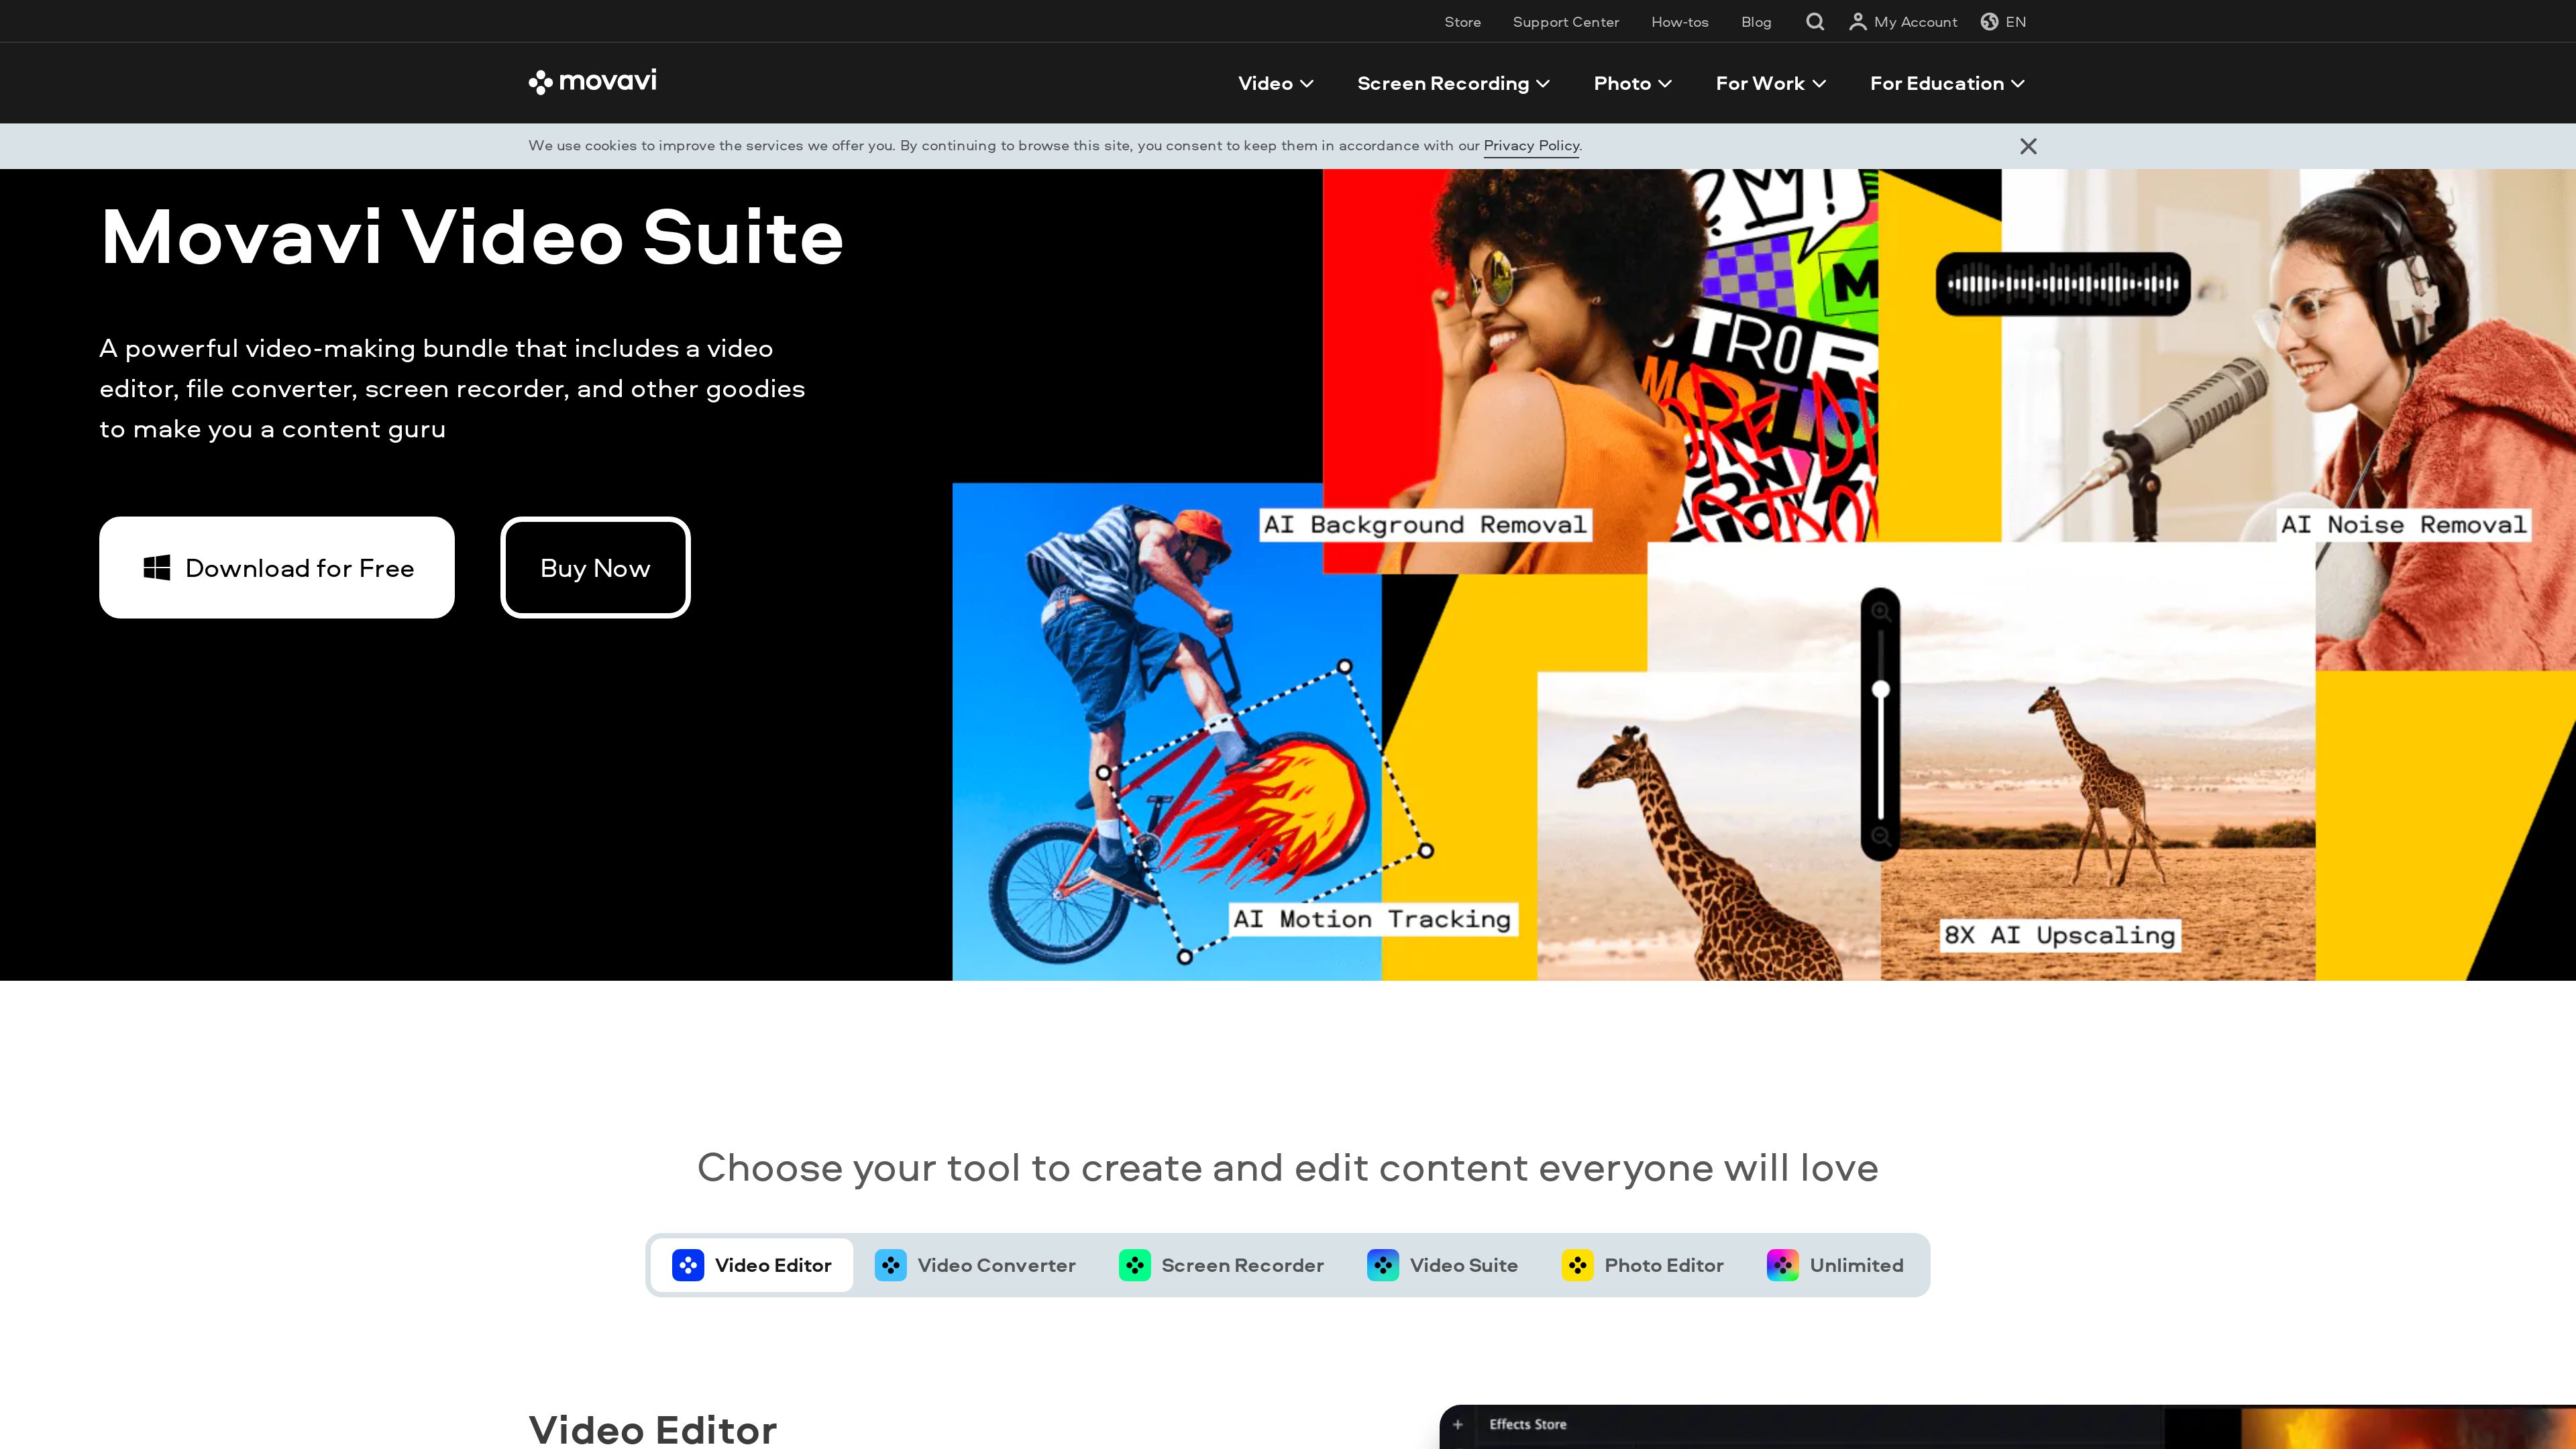 Store Support Center How-tos Blog My Account EN
movavi Video Screen Recording Photo For Work For Education
We use cookies to improve the services we offer you. By continuing to browse this site, you consent to keep them in accordance with our Privacy Policy.
Movavi Video Suite
A powerful video-making bundle that includes a video
editor, file converter, screen recorder, and other goodies
to make you a content guru
Download for Free Buy Now
AI Background Removal
AI Noise Removal
AI Motion Tracking
8X AI Upscaling
Choose your tool to create and edit content everyone will love
Video Editor Video Converter Screen Recorder Video Suite Photo Editor Unlimited
Video Editor
Effects Store